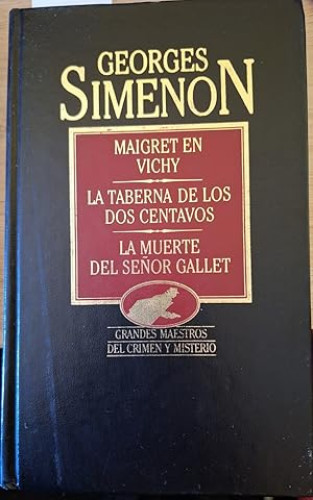 GEORGES
SIMENON
MAIGRET EN
VICHY
LA TABERNA DE LOS
DOS CENTAVOS
LA MUERTE
DEL SEÑOR GALLET
GRANDES MAESTROS
DEL CRIMEN Y MISTERIO